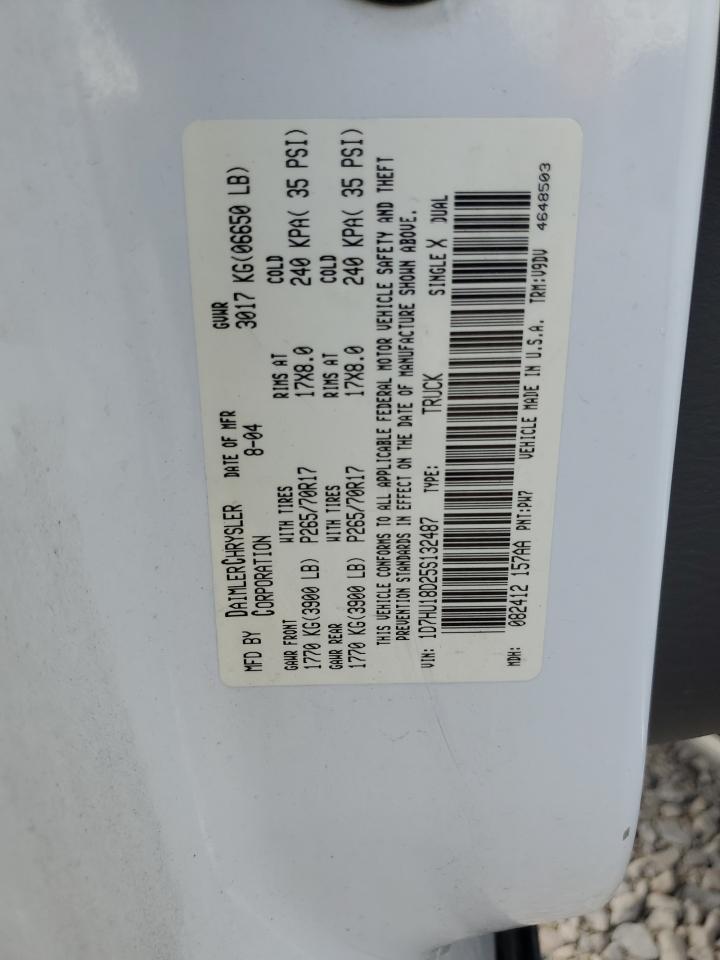 MFD BY DAIMLERCHRYSLER CORPORATION
DATE OF MFR 8-04
GVWR 3017 KG(06650 LB)
GAWR FRONT WITH TIRES RIMS AT COLD
1770 KG(3900 LB) P265/70R17 17X8.0 240 KPA( 35 PSI)
GAWR REAR WITH TIRES RIMS AT COLD
1770 KG(3900 LB) P265/70R17 17X8.0 240 KPA( 35 PSI)
THIS VEHICLE CONFORMS TO ALL APPLICABLE FEDERAL MOTOR VEHICLE SAFETY AND THEFT
PREVENTION STANDARDS IN EFFECT ON THE DATE OF MANUFACTURE SHOWN ABOVE.
VIN: 1D7HU18D25S132487 TYPE: TRUCK SINGLE X DUAL
MDH: 082412 157AA PNT:PW7 VEHICLE MADE IN U.S.A. TRM:V9DV
4648503